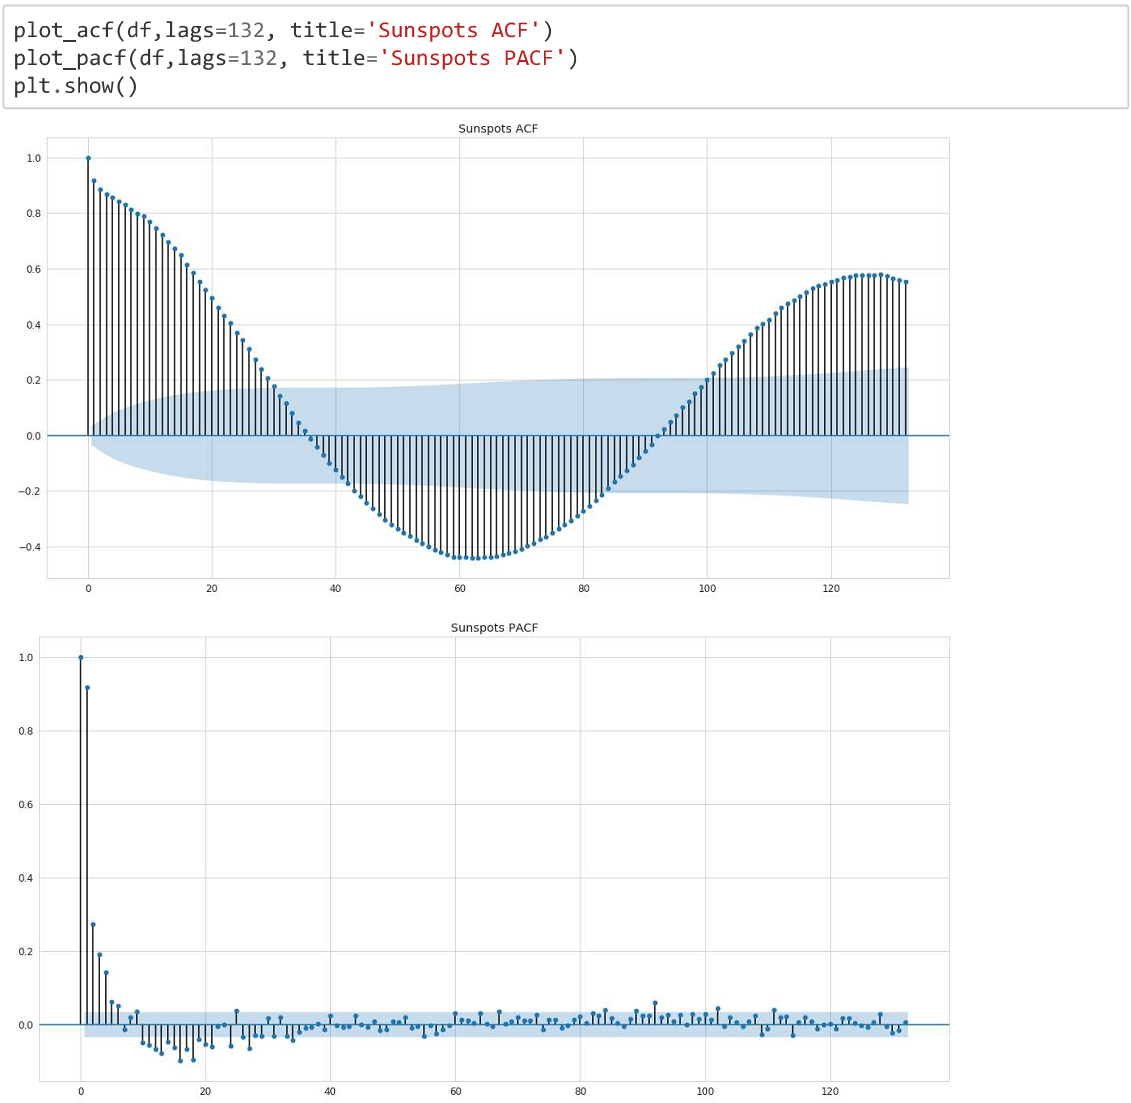 plot_acf(df,lags=132, title='Sunspots ACF')
plot_pacf(df,lags=132, title='Sunspots PACF')
plt.show()
Sunspots ACF
1.0
0.8
0.6
0.4
0.2
0.0
−0.2
−0.4
0 20 40 60 80 100 120
Sunspots PACF
1.0
0.8
0.6
0.4
0.2
0.0
0 20 40 60 80 100 120